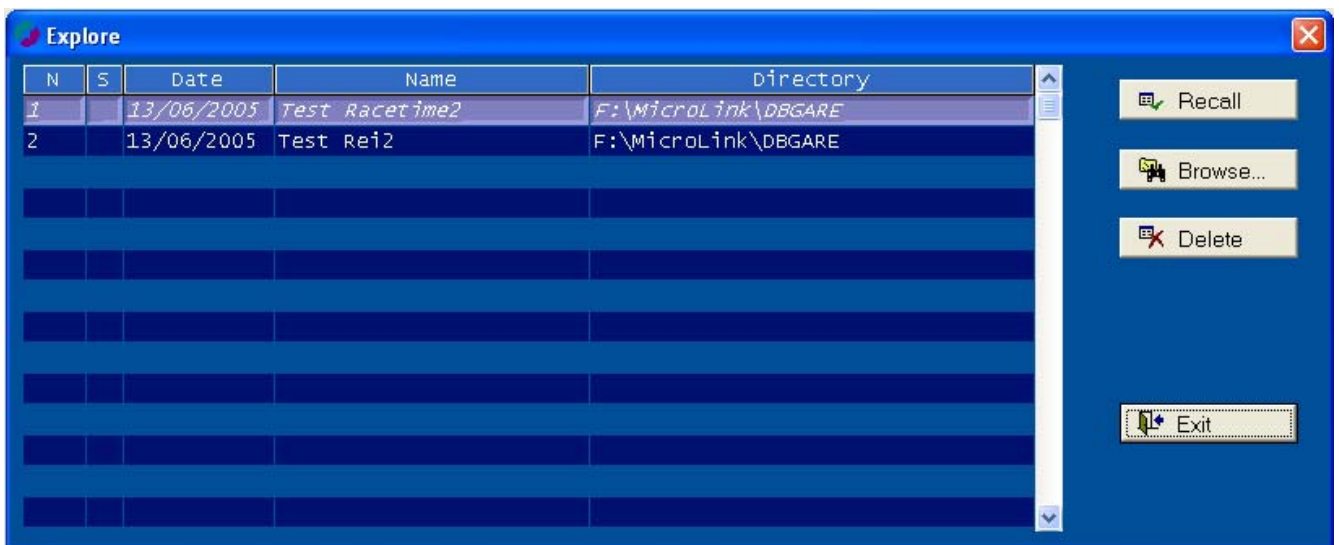 Explore
N S Date Name Directory
1 13/06/2005 Test Racetime2 F:\MicroLink\DBGARE
2 13/06/2005 Test Rei2 F:\MicroLink\DBGARE
Recall
Browse...
Delete
Exit